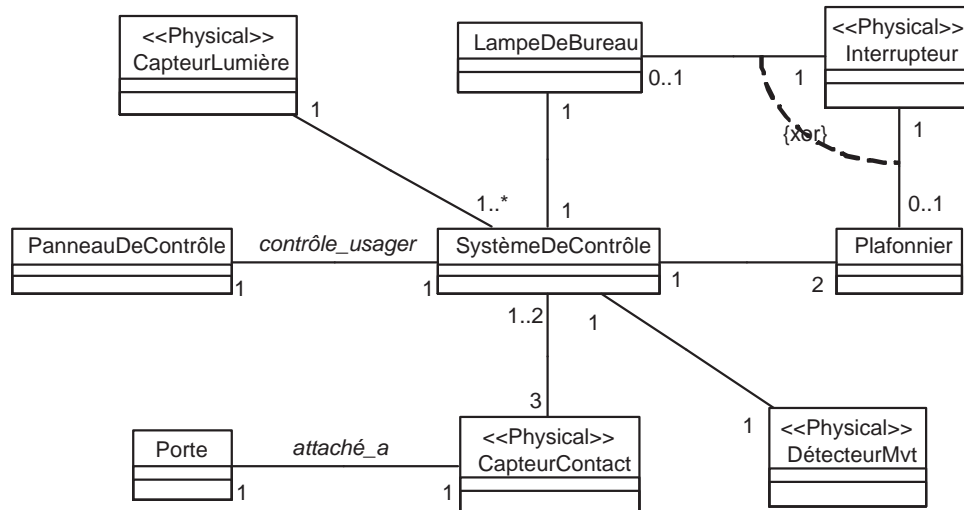 <<Physical>>
CapteurLumière
LampeDeBureau
<<Physical>>
Interrupteur
0..1
1
1
1
1
{xor}
1..*
1
0..1
PanneauDeContrôle
contrôle_usager
SystèmeDeContrôle
Plafonnier
1
1
1
2
1..2
1
3
1
Porte
attaché_a
<<Physical>>
CapteurContact
<<Physical>>
DétecteurMvt
1
1